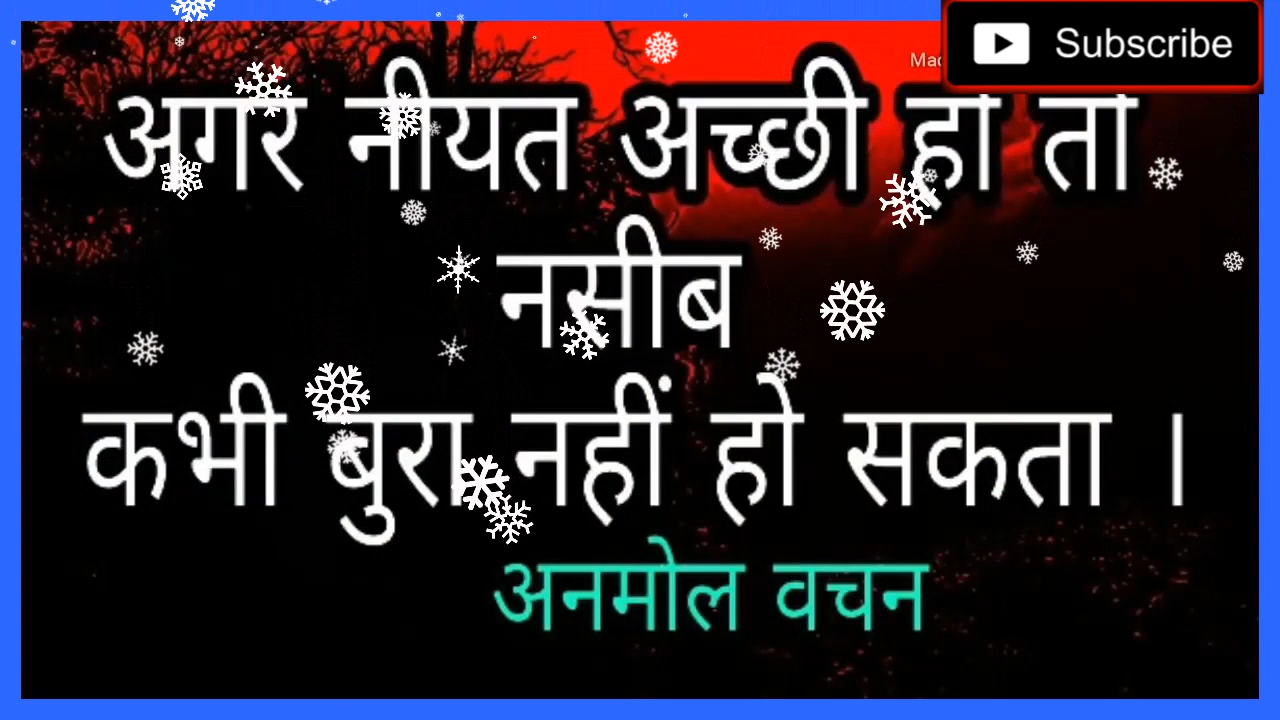 Subscribe
अगर नीयत अच्छी हो तो
नसीब
कभी बुरा नहीं हो सकता ।
अनमोल वचन